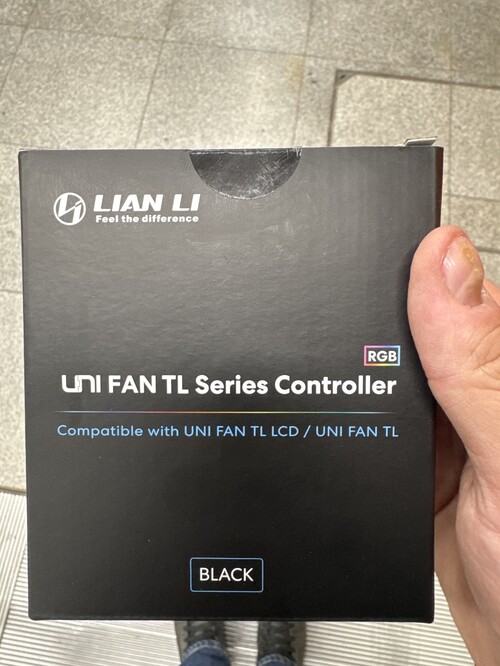 LIAN LI
Feel the difference
RGB
UNI FAN TL Series Controller
Compatible with UNI FAN TL LCD / UNI FAN TL
BLACK